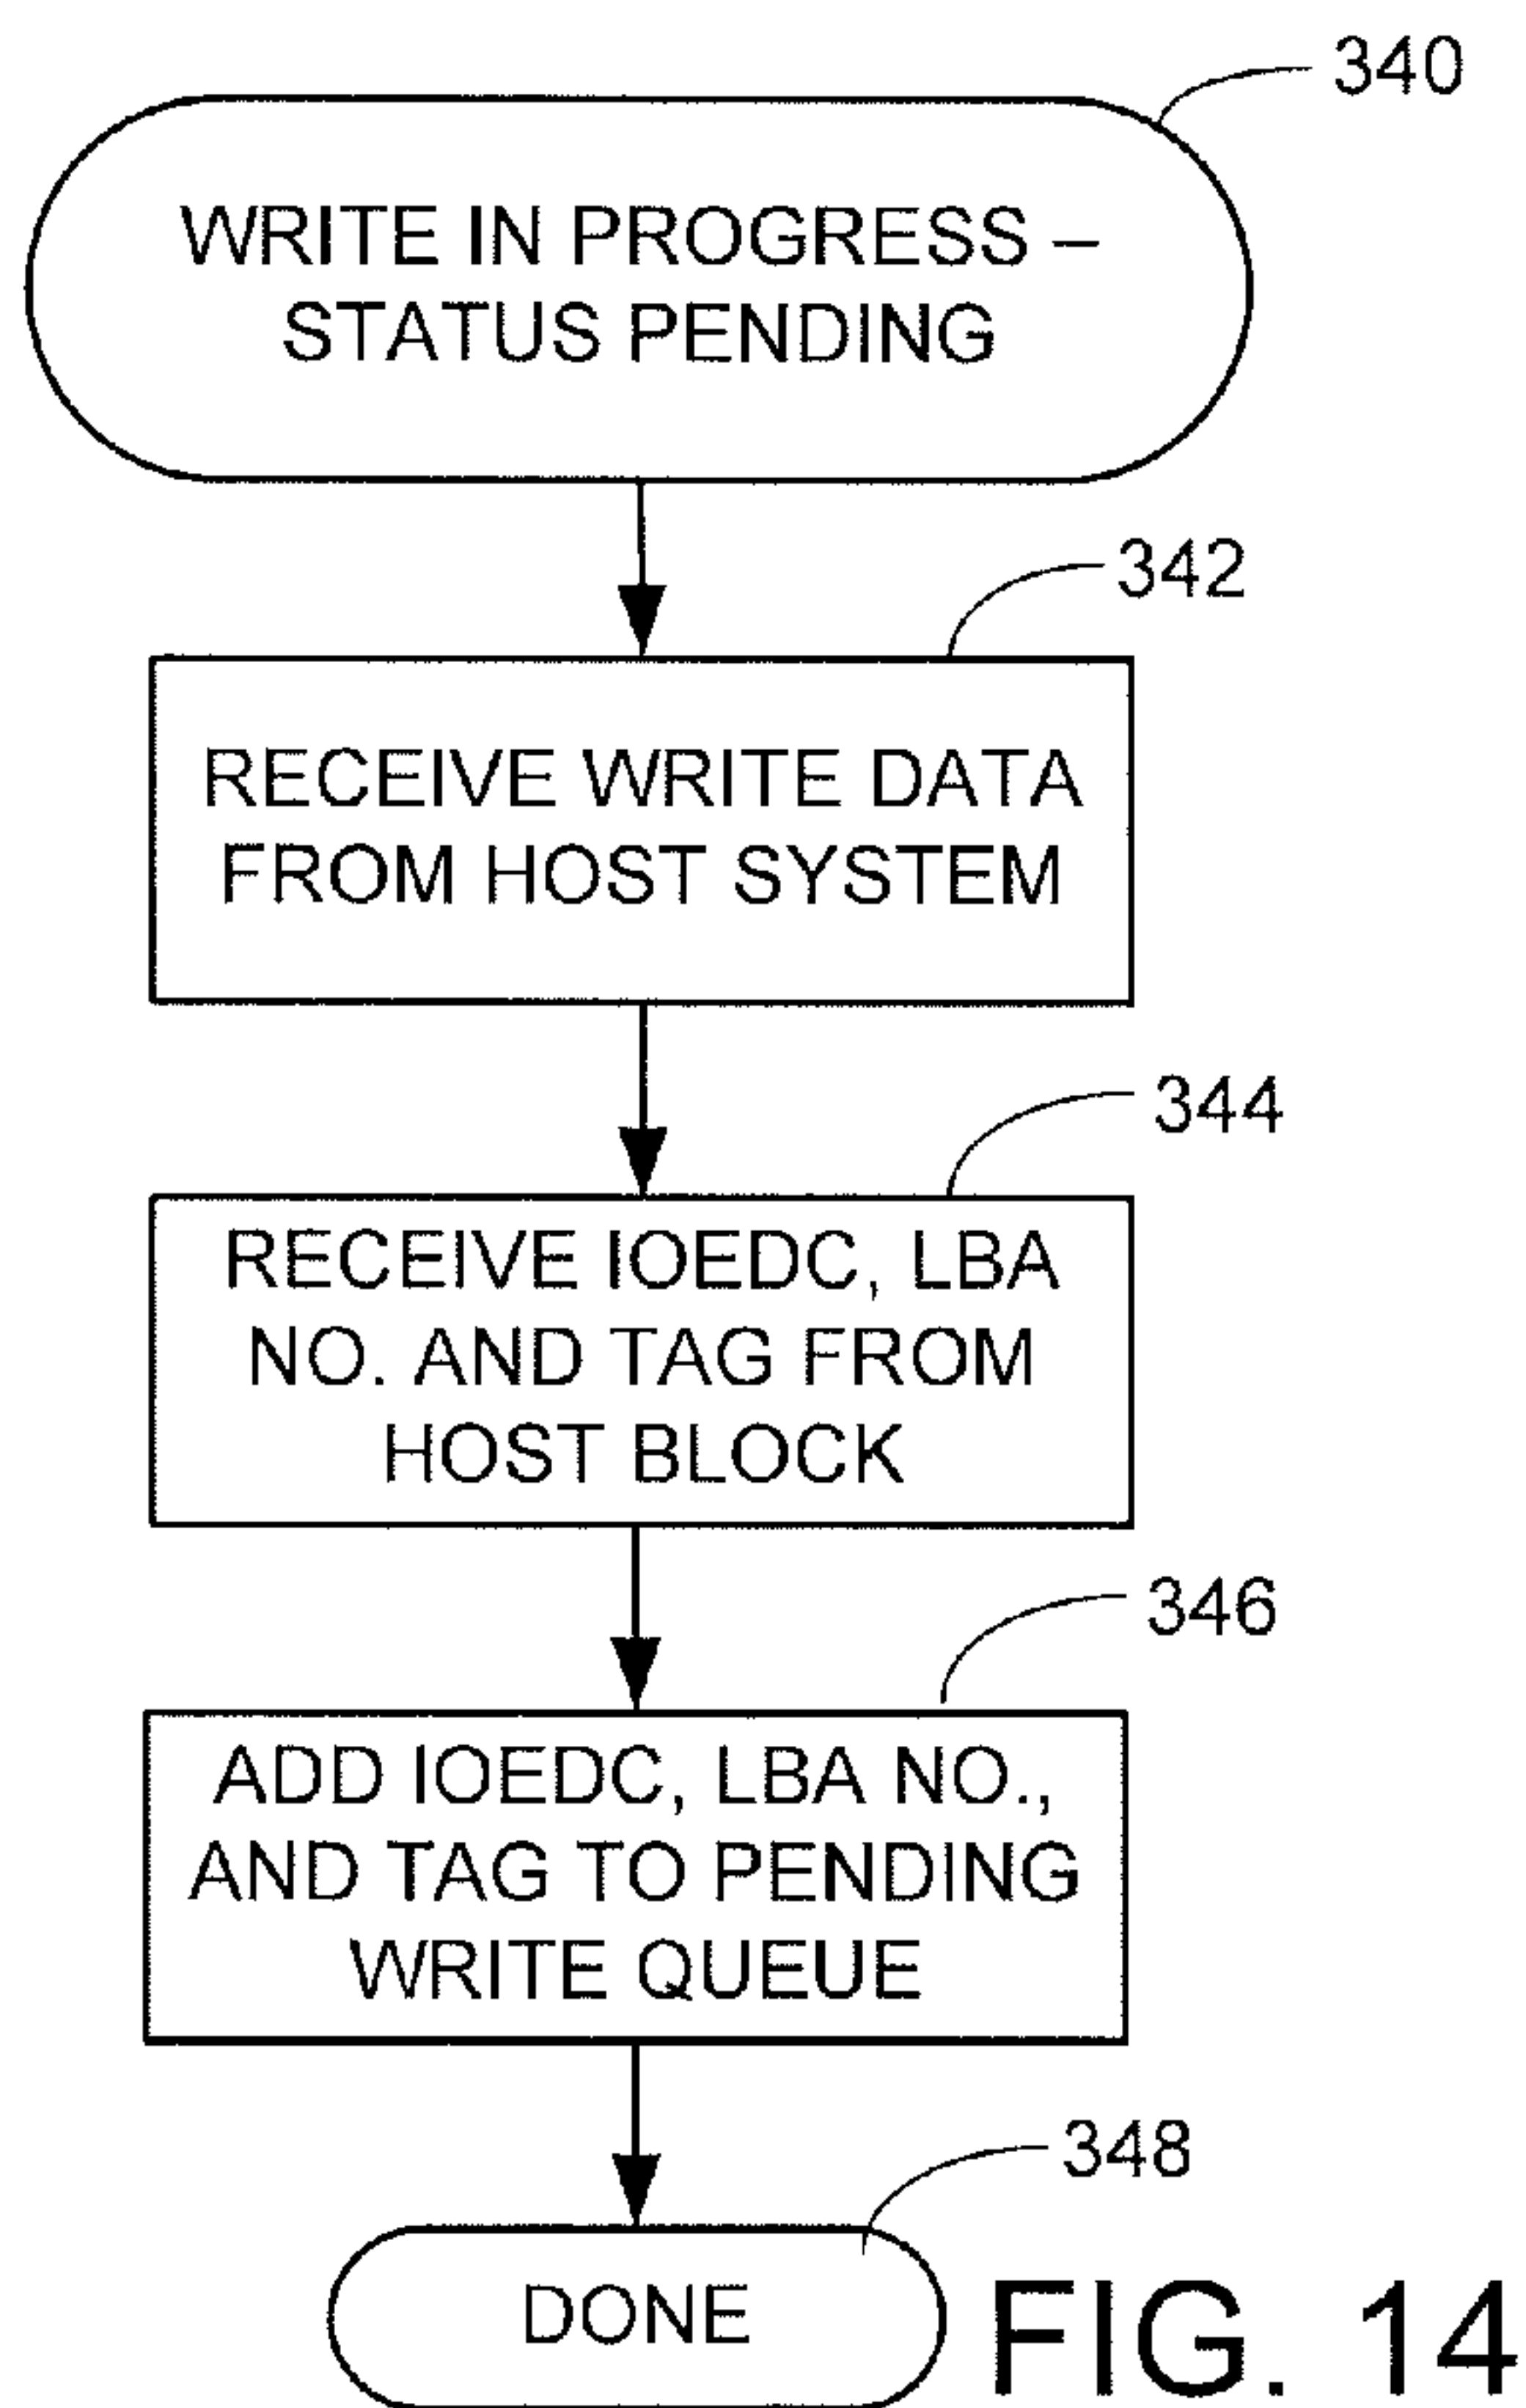 340
WRITE IN PROGRESS –
STATUS PENDING
342
RECEIVE WRITE DATA
FROM HOST SYSTEM
344
RECEIVE IOEDC, LBA
NO. AND TAG FROM
HOST BLOCK
346
ADD IOEDC, LBA NO.,
AND TAG TO PENDING
WRITE QUEUE
348
DONE
FIG. 14